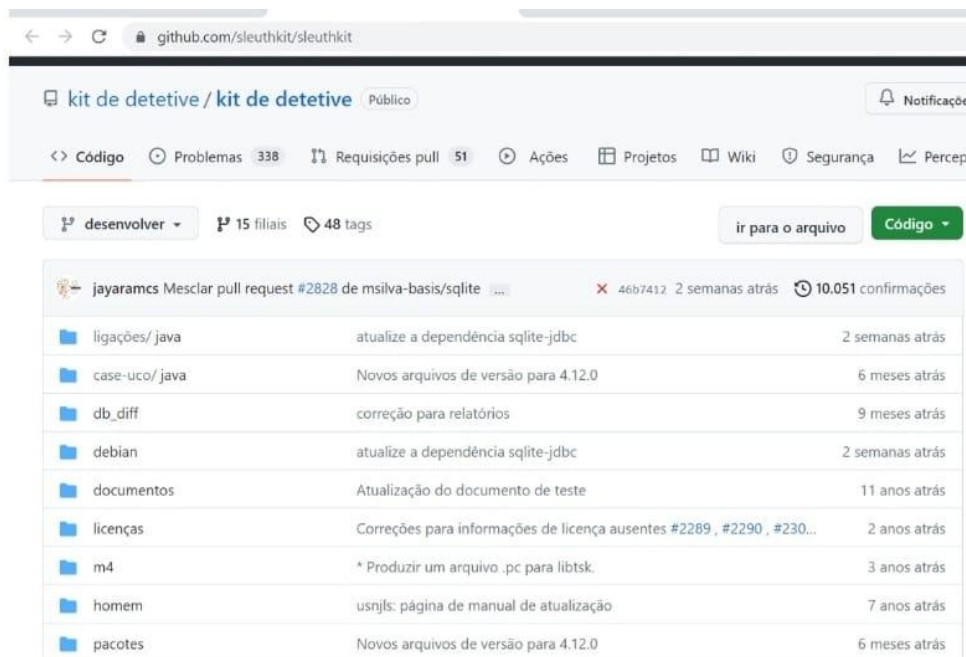 github.com/sleuthkit/sleuthkit
kit de detetive / kit de detetive Público
Notificaçõe
<> Código Problemas 338 Requisições pull 51 Ações Projetos Wiki Segurança Percep
desenvolver 15 filiais 48 tags ir para o arquivo Código
jayaramcs Mesclar pull request #2828 de msilva-basis/sqlite ... 46b7412 2 semanas atrás 10.051 confirmações
ligações/ java atualize a dependência sqlite-jdbc 2 semanas atrás
case-uco/ java Novos arquivos de versão para 4.12.0 6 meses atrás
db_diff correção para relatórios 9 meses atrás
debian atualize a dependência sqlite-jdbc 2 semanas atrás
documentos Atualização do documento de teste 11 anos atrás
licenças Correções para informações de licença ausentes #2289 , #2290 , #230... 2 anos atrás
m4 * Produzir um arquivo .pc para libtsk. 3 anos atrás
homem usnjls: página de manual de atualização 7 anos atrás
pacotes Novos arquivos de versão para 4.12.0 6 meses atrás